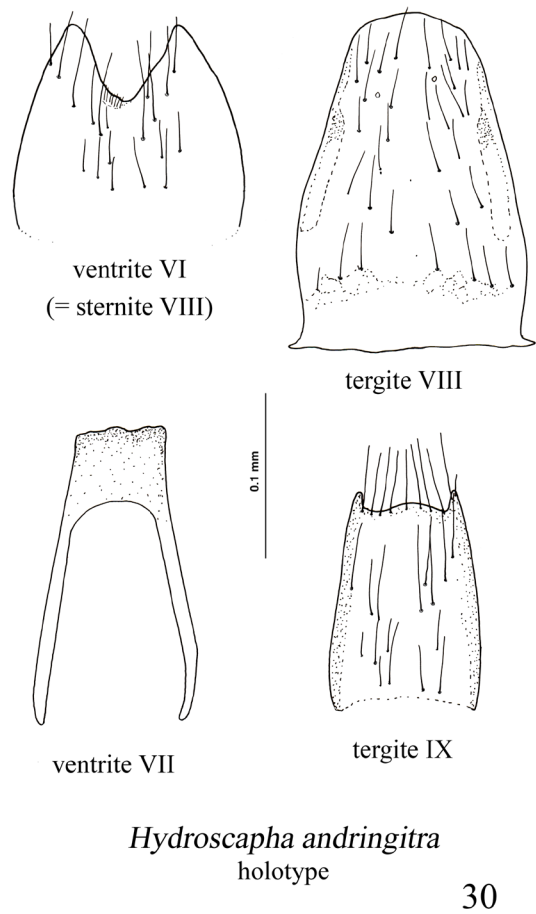 ventrite VI
(= sternite VIII)
tergite VIII
0.1 mm
ventrite VII
tergite IX
Hydroscapha andringitra
holotype
30